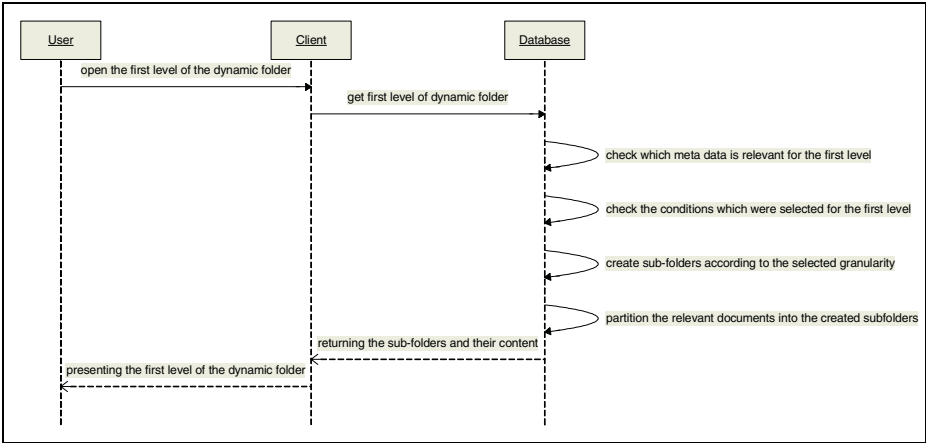 User
Client
Database
open the first level of the dynamic folder
get first level of dynamic folder
check which meta data is relevant for the first level
check the conditions which were selected for the first level
create sub-folders according to the selected granularity
partition the relevant documents into the created subfolders
returning the sub-folders and their content
presenting the first level of the dynamic folder